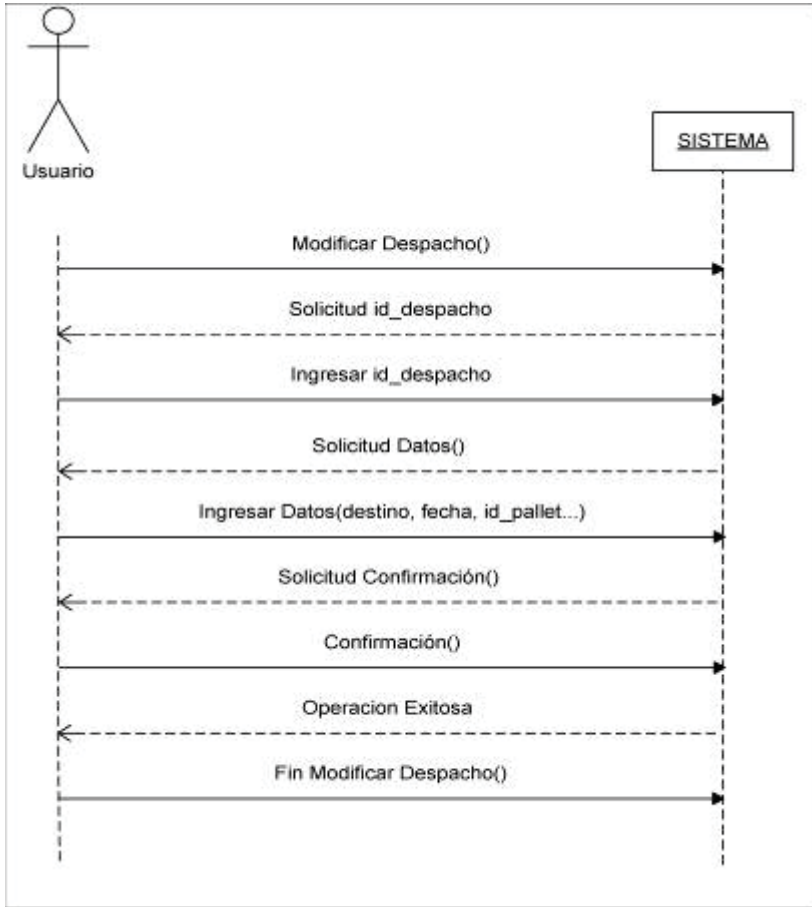 Usuario
SISTEMA
Modificar Despacho()
Solicitud id_despacho
Ingresar id_despacho
Solicitud Datos()
Ingresar Datos(destino, fecha, id_pallet...)
Solicitud Confirmación()
Confirmación()
Operacion Exitosa
Fin Modificar Despacho()